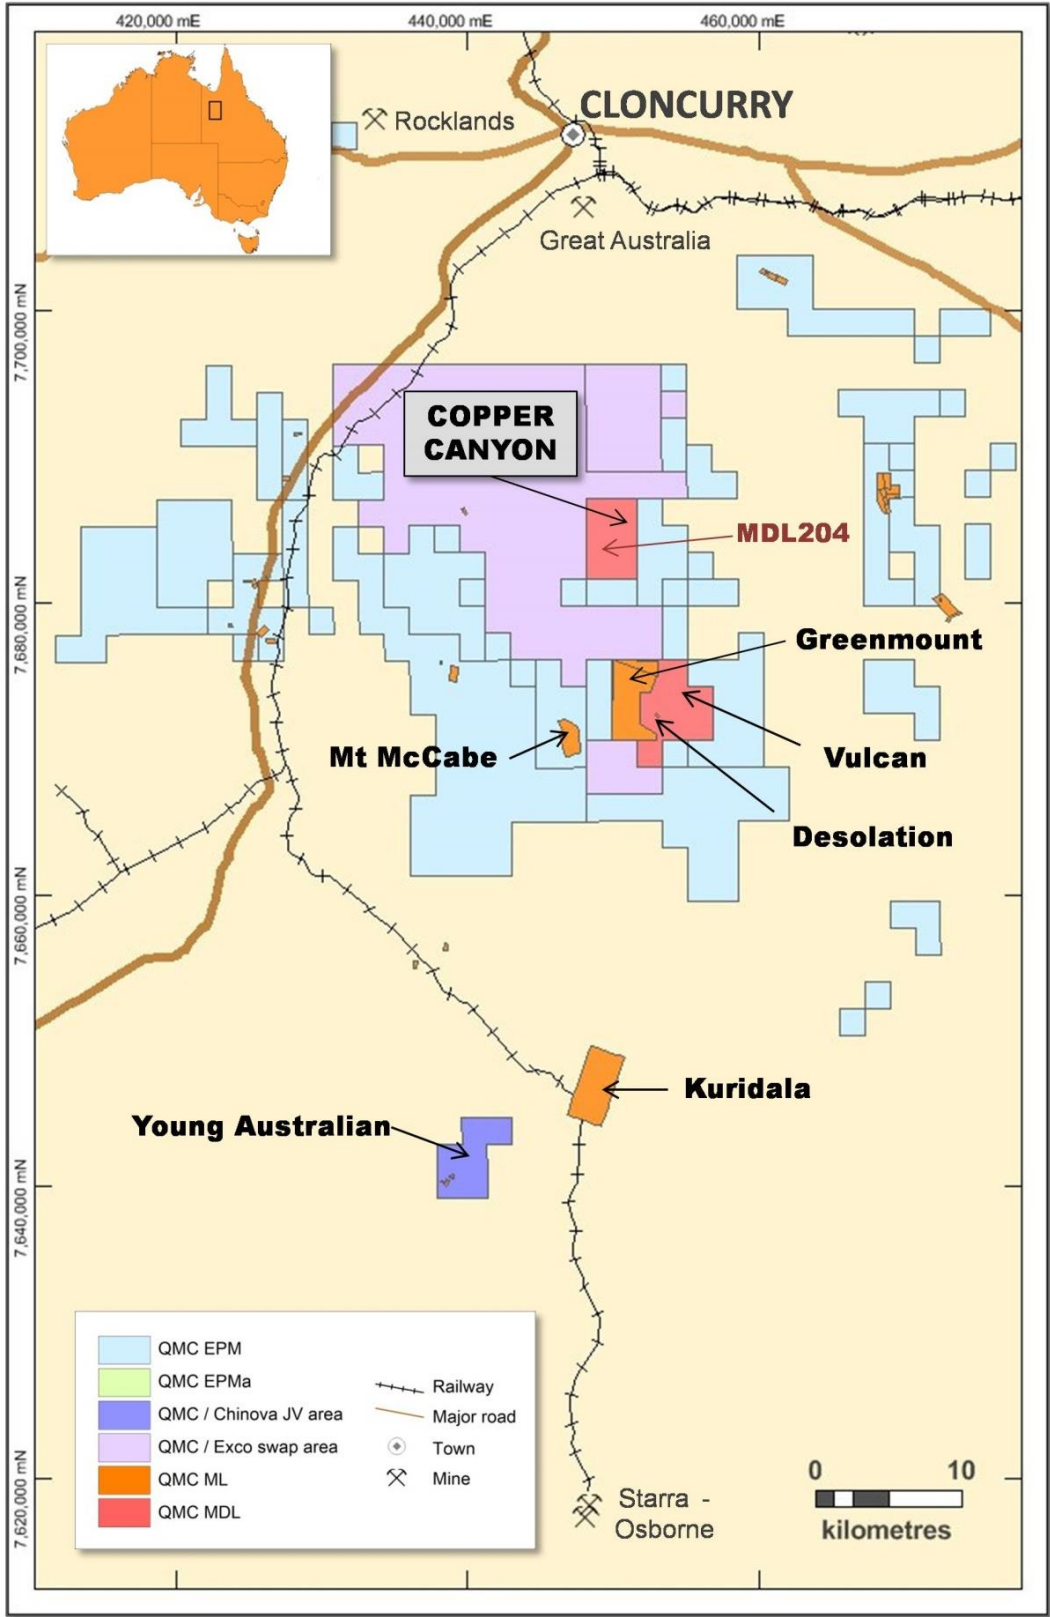 420,000 mE
440,000 mE
460,000 mE
CLONCURRY
Rocklands
Great Australia
7,700,000 mN
COPPER
CANYON
MDL204
7,680,000 mN
Greenmount
Mt McCabe
Vulcan
Desolation
7,660,000 mN
Kuridala
Young Australian
7,640,000 mN
QMC EPM
QMC EPMa
QMC / Chinova JV area
QMC / Exco swap area
QMC ML
QMC MDL
Railway
Major road
Town
Mine
7,620,000 mN
Starra -
Osborne
0
10
kilometres